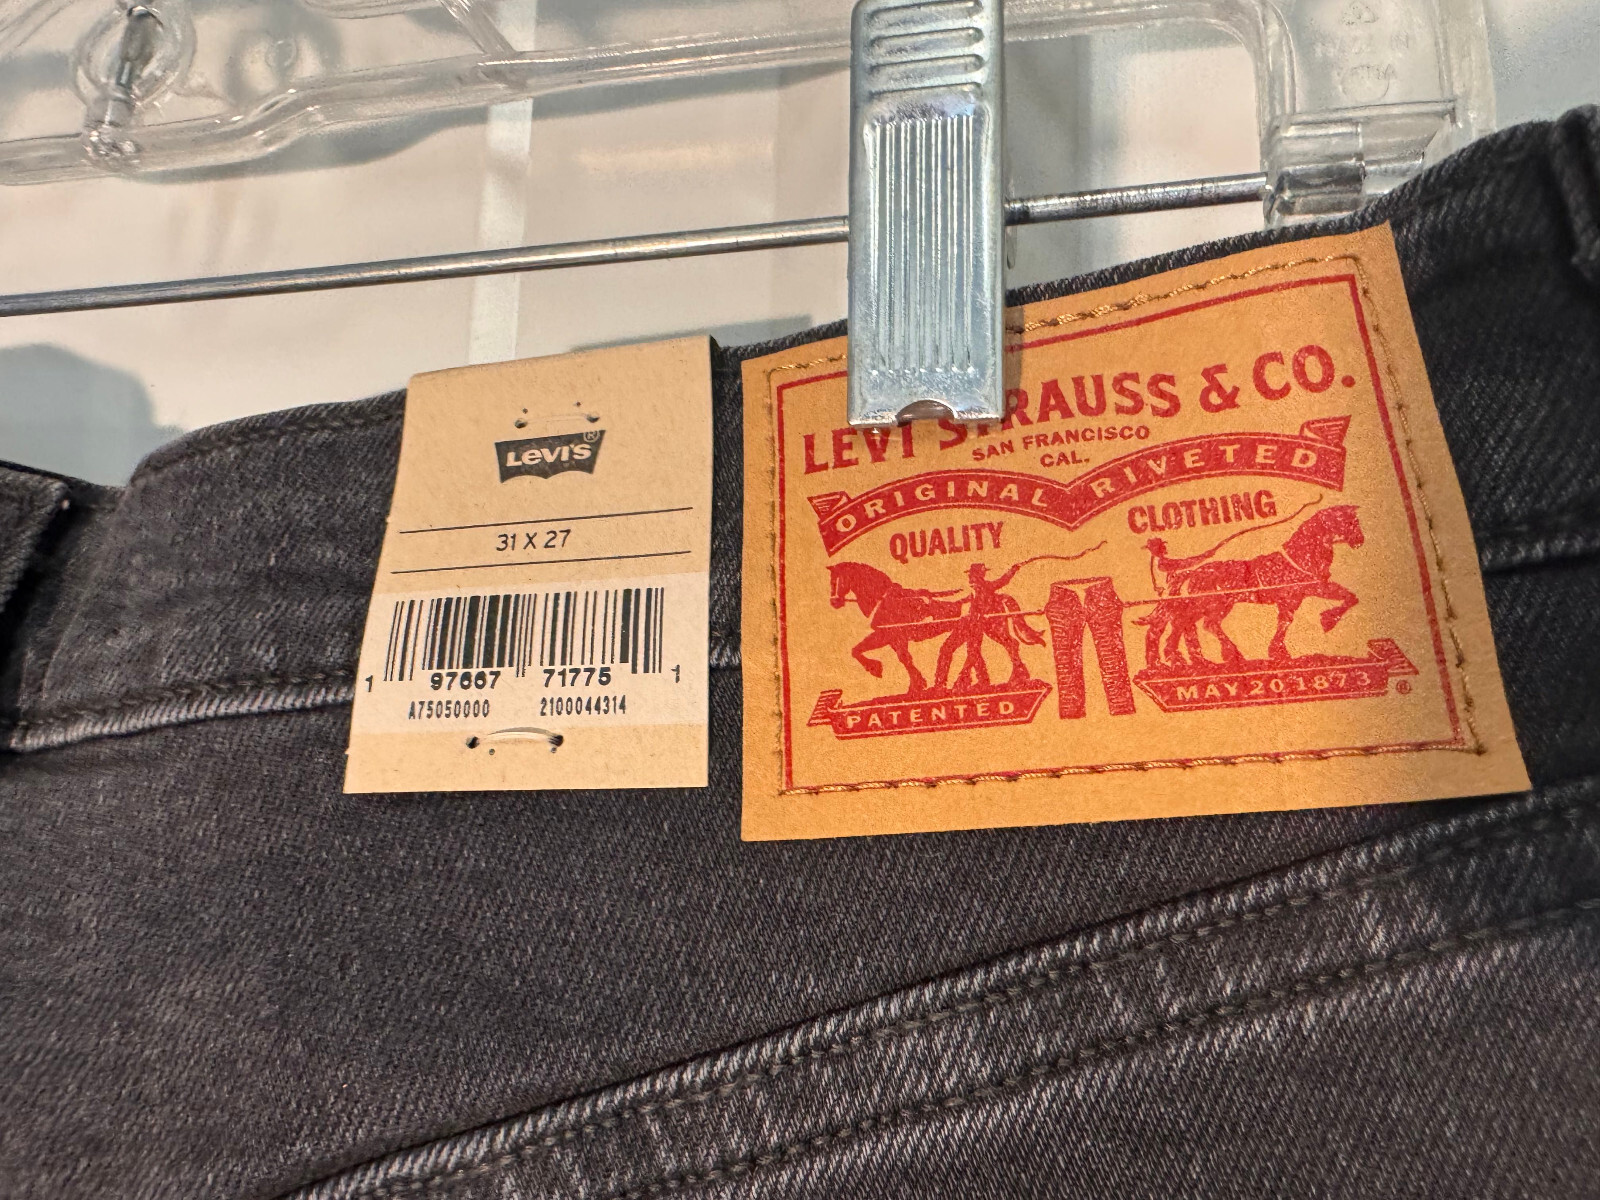 LEVI'S®
31 X 27
1 97667 71775 1
A75050000 2100044314
LEVI STRAUSS & CO.
SAN FRANCISCO
CAL.
ORIGINAL RIVETED
QUALITY CLOTHING
PATENTED MAY 20 1873 ®